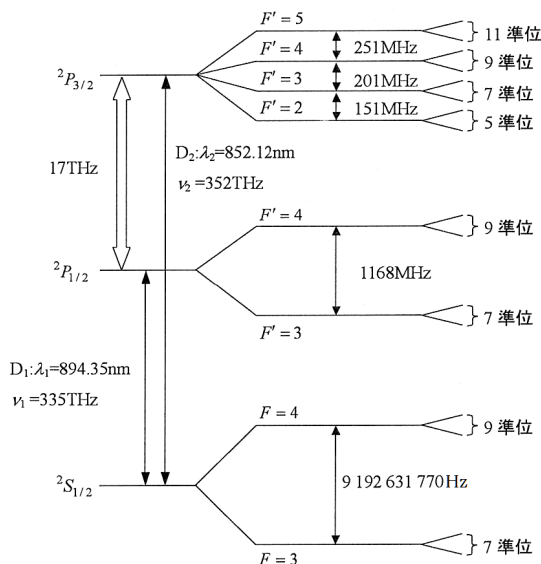 F′ = 5
11 準位
251MHz
F′ = 4
9 準位
²P₃/₂
201MHz
F′ = 3
7 準位
151MHz
F′ = 2
5 準位
17THz
D₂:λ₂=852.12nm
ν₂ =352THz
F′ = 4
9 準位
²P₁/₂
1168MHz
F′ = 3
7 準位
D₁:λ₁=894.35nm
ν₁ =335THz
F = 4
9 準位
²S₁/₂
9 192 631 770Hz
F = 3
7 準位